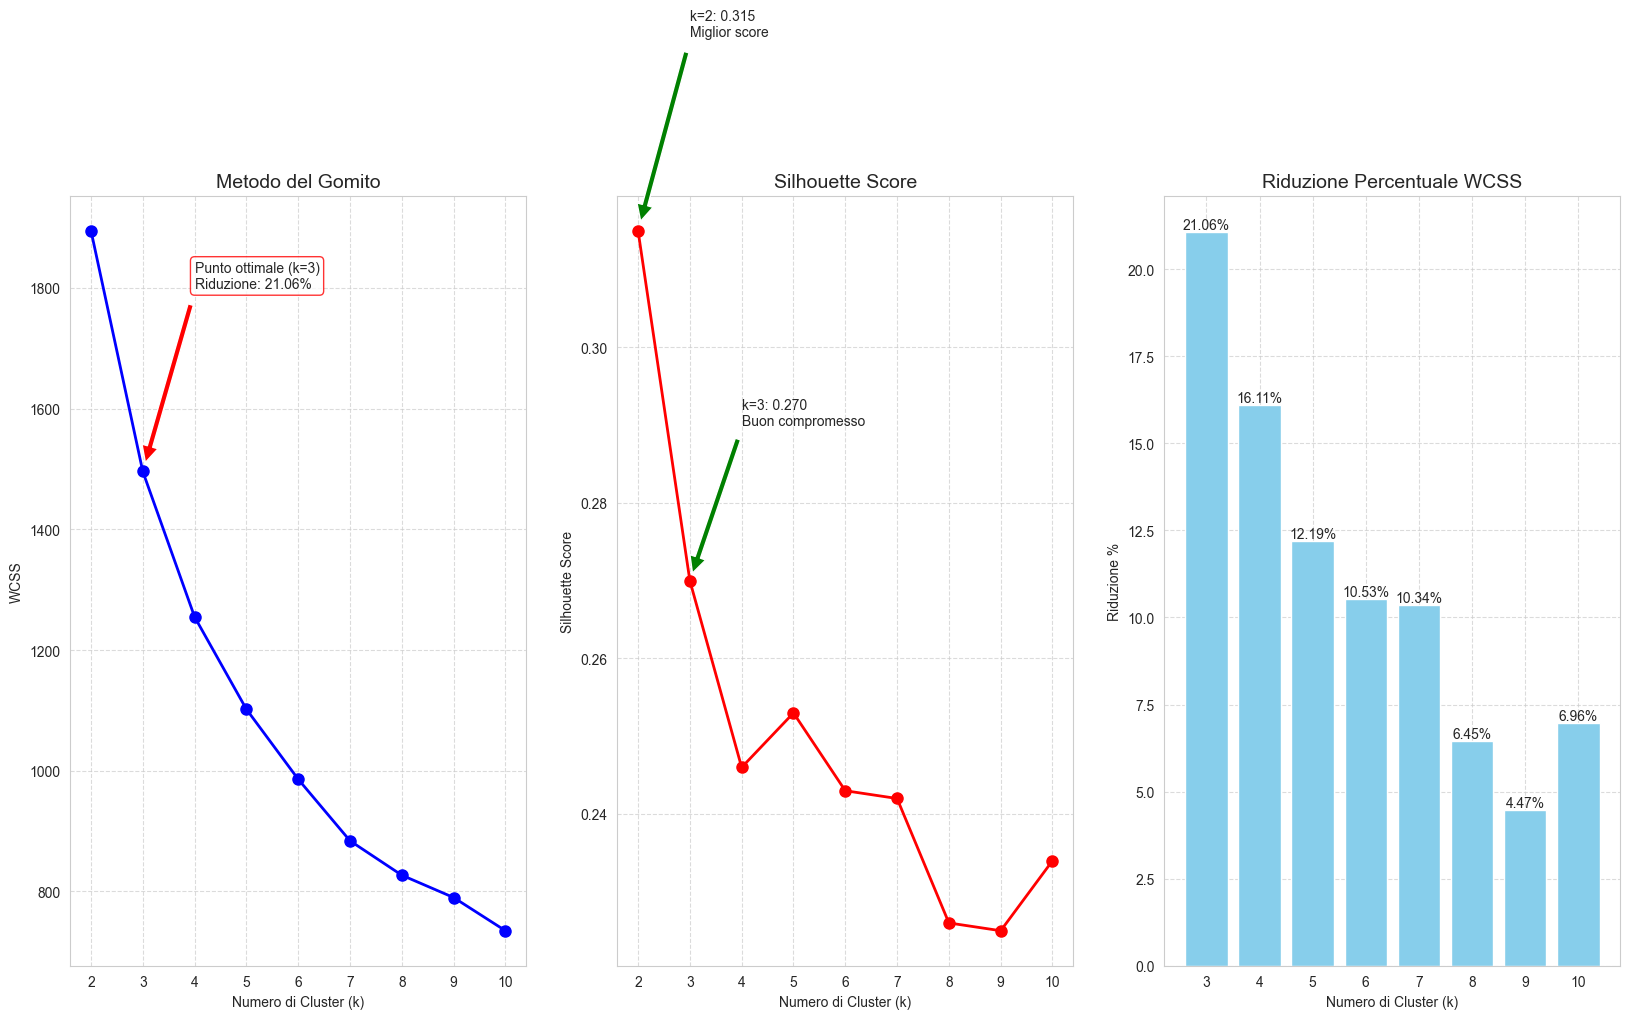 k=2: 0.315
Miglior score
Metodo del Gomito
Punto ottimale (k=3)
Riduzione: 21.06%
WCSS
1800
1600
1400
1200
1000
800
2 3 4 5 6 7 8 9 10
Numero di Cluster (k)
Silhouette Score
k=3: 0.270
Buon compromesso
Silhouette Score
0.30
0.28
0.26
0.24
2 3 4 5 6 7 8 9 10
Numero di Cluster (k)
Riduzione Percentuale WCSS
21.06%
16.11%
12.19%
10.53%
10.34%
6.45%
4.47%
6.96%
Riduzione %
20.0
17.5
15.0
12.5
10.0
7.5
5.0
2.5
0.0
3 4 5 6 7 8 9 10
Numero di Cluster (k)